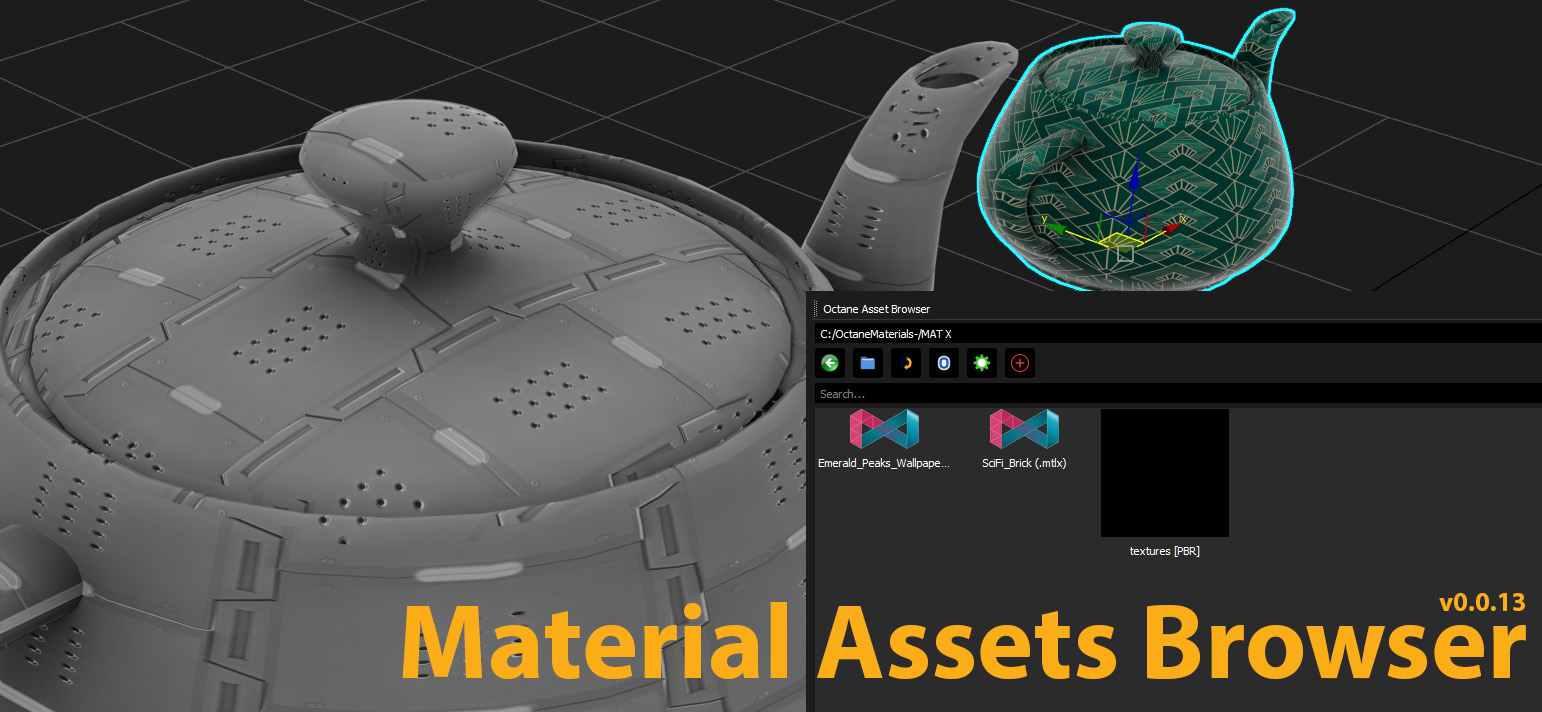 y
x
Octane Asset Browser
C:/OctaneMaterials-/MAT X
Search...
Emerald_Peaks_Wallpape...
SciFi_Brick (.mtlx)
textures [PBR]
v0.0.13
Material Assets Browser